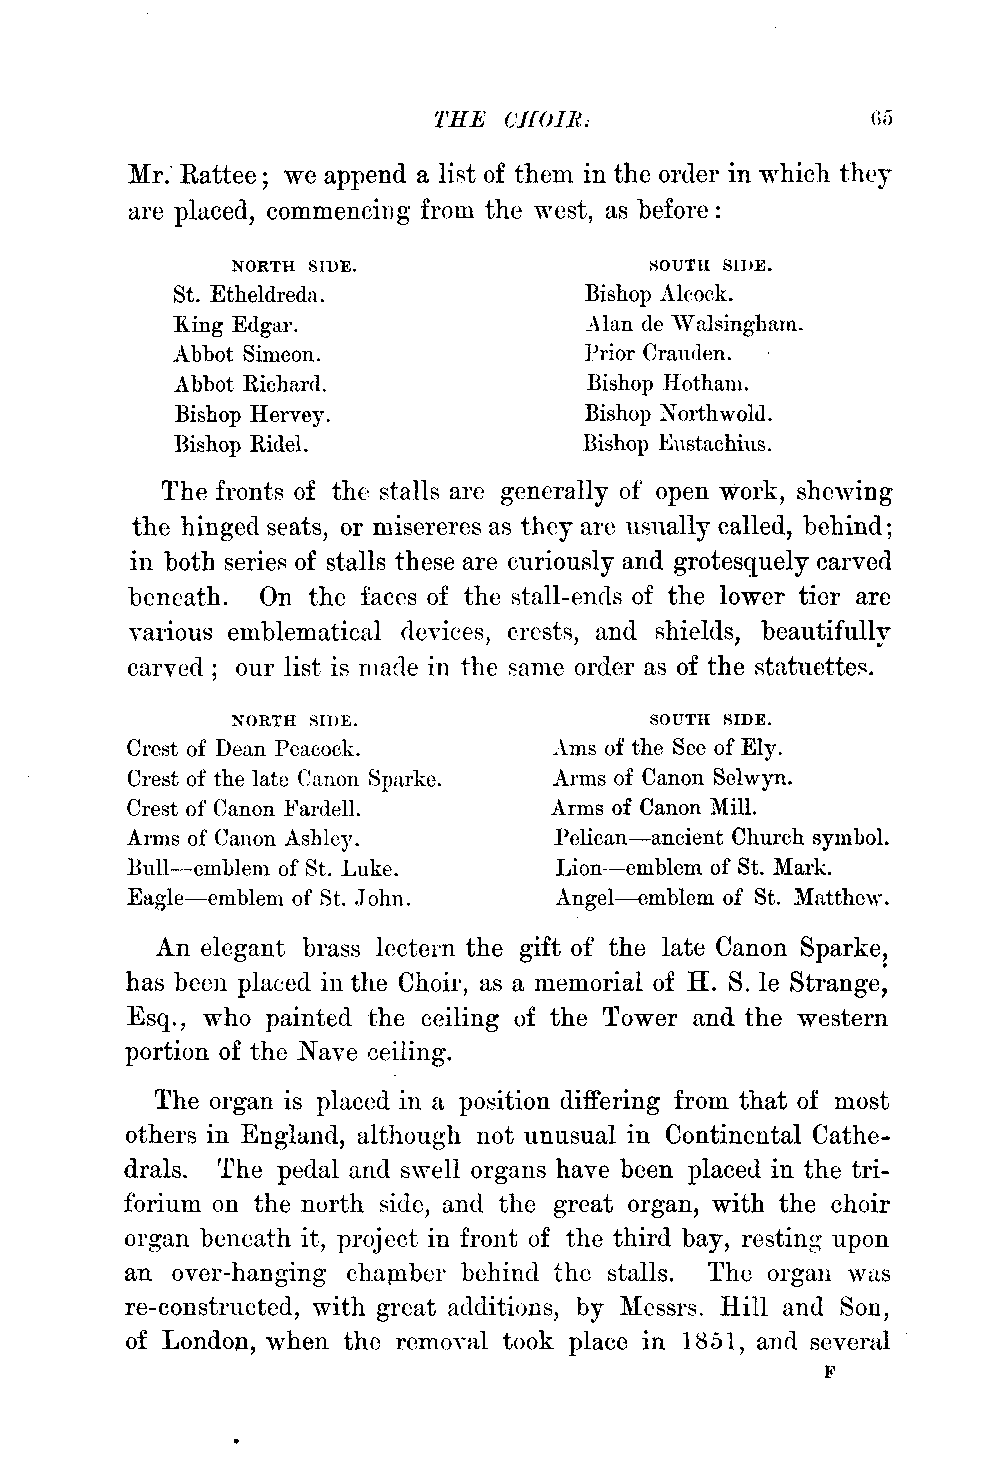 THE CHOIR. 65
Mr. Rattee; we append a list of them in the order in which they
are placed, commencing from the west, as before:
NORTH SIDE. SOUTH SIDE.
St. Etheldreda. Bishop Alcock.
King Edgar. Alan de Walsingham.
Abbot Simeon. Prior Crauden.
Abbot Richard. Bishop Hotham.
Bishop Hervey. Bishop Northwold.
Bishop Ridel. Bishop Eustachius.
The fronts of the stalls are generally of open work, shewing
the hinged seats, or misereres as they are usually called, behind;
in both series of stalls these are curiously and grotesquely carved
beneath. On the faces of the stall-ends of the lower tier are
various emblematical devices, crests, and shields, beautifully
carved; our list is made in the same order as of the statuettes.
NORTH SIDE. SOUTH SIDE.
Crest of Dean Peacock. Ams of the See of Ely.
Crest of the late Canon Sparke. Arms of Canon Selwyn.
Crest of Canon Fardell. Arms of Canon Mill.
Arms of Canon Ashley. Pelican—ancient Church symbol.
Bull—emblem of St. Luke. Lion—emblem of St. Mark.
Eagle—emblem of St. John. Angel—emblem of St. Matthew.
An elegant brass lectern the gift of the late Canon Sparke,
has been placed in the Choir, as a memorial of H. S. le Strange,
Esq., who painted the ceiling of the Tower and the western
portion of the Nave ceiling.
The organ is placed in a position differing from that of most
others in England, although not unusual in Continental Cathe-
drals. The pedal and swell organs have been placed in the tri-
forium on the north side, and the great organ, with the choir
organ beneath it, project in front of the third bay, resting upon
an over-hanging chamber behind the stalls. The organ was
re-constructed, with great additions, by Messrs. Hill and Son,
of London, when the removal took place in 1851, and several
F